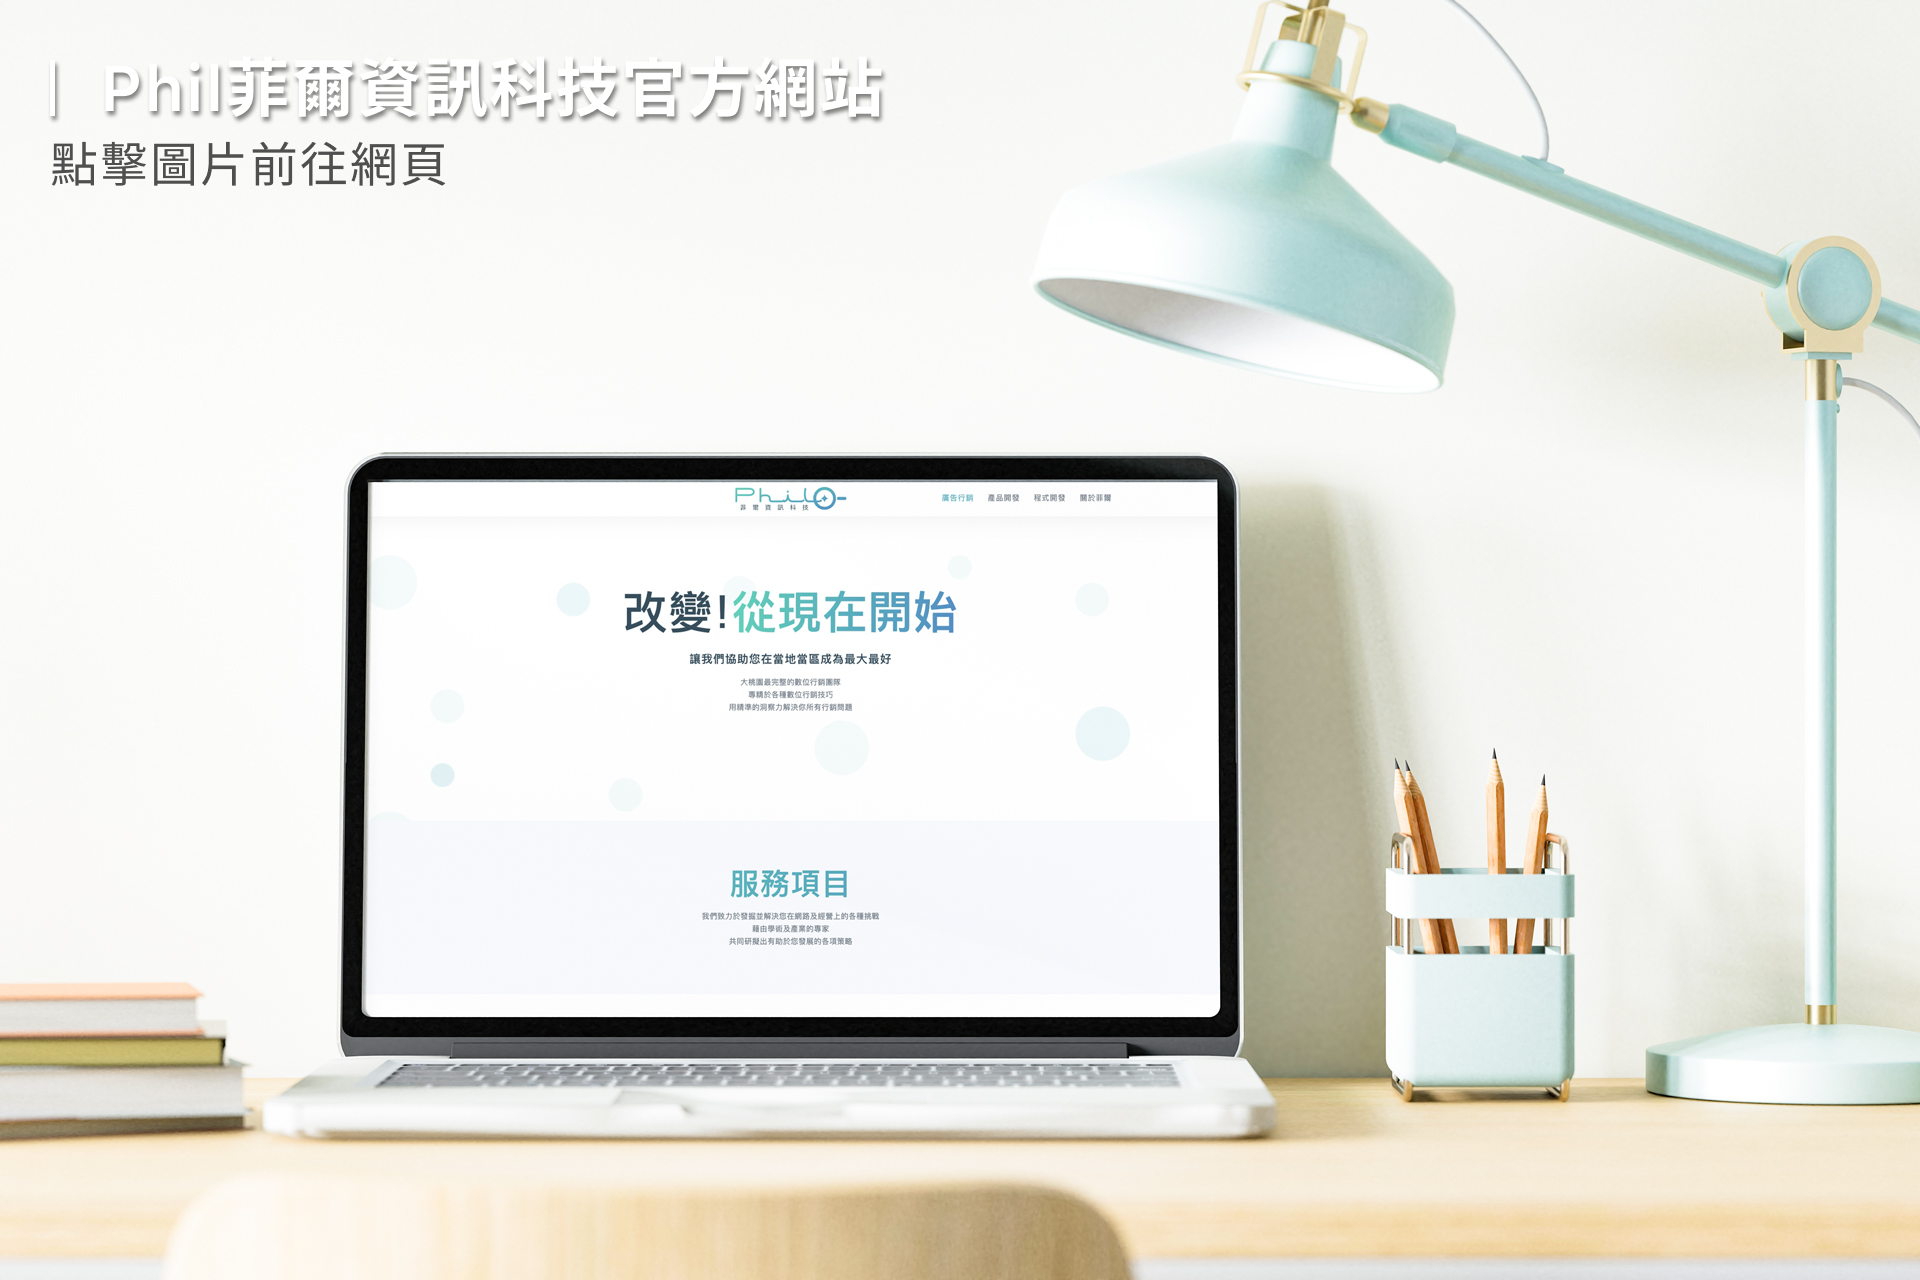 | Phil菲爾資訊科技官方網站
點擊圖片前往網頁
Phil
菲爾資訊科技
廣告行銷 產品開發 程式開發 關於菲爾
改變!從現在開始
讓我們協助您在當地當區成為最大最好
大桃園最完整的數位行銷團隊
專精於各種數位行銷技巧
用精準的洞察力解決你所有行銷問題
服務項目
我們致力於發掘並解決您在網路及經營上的各種挑戰
藉由學術及產業的專家
共同研擬出有助於您發展的各項策略